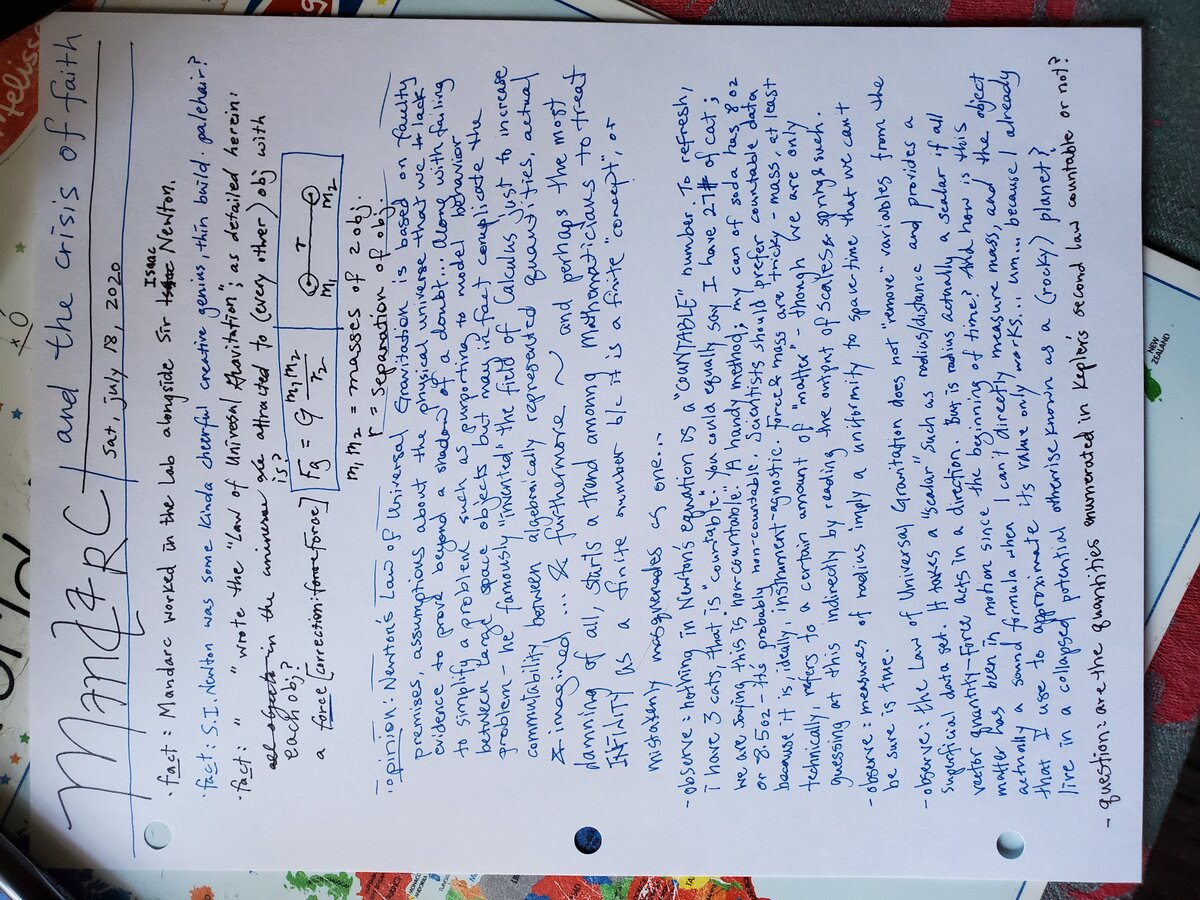 Melissa
MandarC
and the crisis of faith
Sat, july 18, 2020
· fact : Mandarc worked in the Lab alongside Sir Isaac Newton.
· fact: S.I. Newton was some kinda cheerful creative genius, thin build. palehair?
· fact: " " wrote the "Law of Universal Gravitation"; as detailed herein:
all objects in the universe are attracted to (every other) obj with
each obj? is?
a force [correction: force Force]
Fg = G m1m2 / r2
r
m1 m2
m1 m2 = masses of 2 obj.
r = separation of obj.
· opinion: Newton's Law of Universal Gravitation is based on faulty
premises, assumptions about the physical universe that we lack
evidence to prove beyond a shadow of a doubt... Along with failing
to simplify a problem such as purporting to model behavior
between large space objects but may in fact complicate the
problem - he famously "invented" the field of Calculus just to increase
commutability between algebraically represented quantities, actual
& imagined ... & furthermore ~ and perhaps the most
damning of all, starts a trend among Mathematicians to treat
INFINITY as a finite number b/c it is a finite "concept", or
mistakenly masquerades as one...
- observe : nothing in Newton's equation is a "COUNTABLE" number. To refresh,
i have 3 cats, that is "countable". You could equally say I have 27# of cat ;
we are saying this is "non-countable." A handy method; my can of soda has 8 oz
or 8.5oz - it's probably non-countable. Scientists should prefer countable data
because it is, ideally, instrument-agnostic. force & mass are "tricky - mass, at least
technically, refers to a certain amount of "matter" - though we are only
guessing at this indirectly by reading the output of scales & springs & such.
- observe : measures of radius imply a uniformity to space-time that we can't
be sure is true.
- observe: the Law of Universal Gravitation does not "remove" variables from the
superficial data set. It takes a "scalar" such as radius/distance and provides a
vector quantity - Force acts in a direction. But is radius actually a scalar if all
matter has been in motion since the beginning of time? And how is this
actually a sound formula when I can't directly measure mass, and the object
that I use to approximate its value only works... um... because I already
live in a collapsed potential otherwise known as a (rocky) planet?
- question: are the quantities enumerated in Kepler's second law countable or not?
NEW
ZEALAND